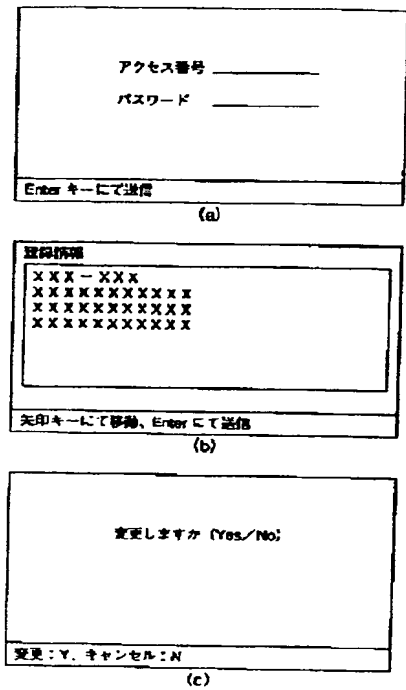 アクセス番号
パスワード
Enter キーにて送信
(a)
登録情報
XXX-XXX
XXXXXXXXXXX
XXXXXXXXXXX
XXXXXXXXXXX
矢印キーにて移動、Enter にて送信
(b)
変更しますか (Yes/No)
変更:Y、キャンセル:N
(c)